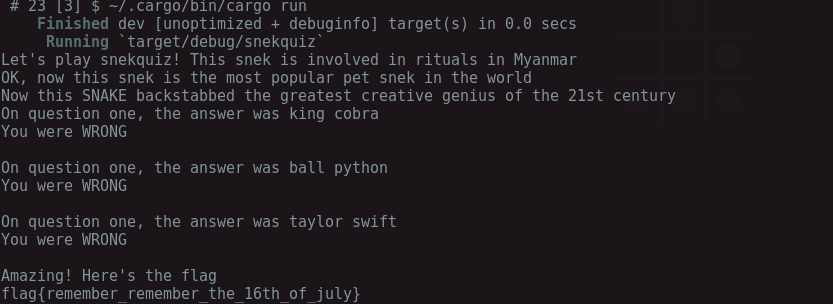 # 23 [3] $ ~/.cargo/bin/cargo run
Finished dev [unoptimized + debuginfo] target(s) in 0.0 secs
Running `target/debug/snekquiz`
Let's play snekquiz! This snek is involved in rituals in Myanmar
OK, now this snek is the most popular pet snek in the world
Now this SNAKE backstabbed the greatest creative genius of the 21st century
On question one, the answer was king cobra
You were WRONG
On question one, the answer was ball python
You were WRONG
On question one, the answer was taylor swift
You were WRONG
Amazing! Here's the flag
flag{remember_remember_the_16th_of_july}